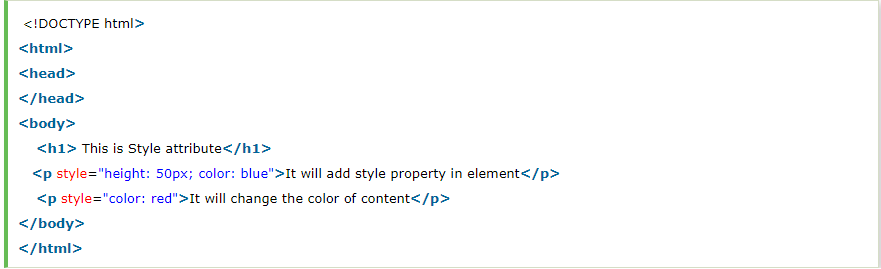 <!DOCTYPE html>
<html>
<head>
</head>
<body>
<h1> This is Style attribute</h1>
<p style="height: 50px; color: blue">It will add style property in element</p>
<p style="color: red">It will change the color of content</p>
</body>
</html>